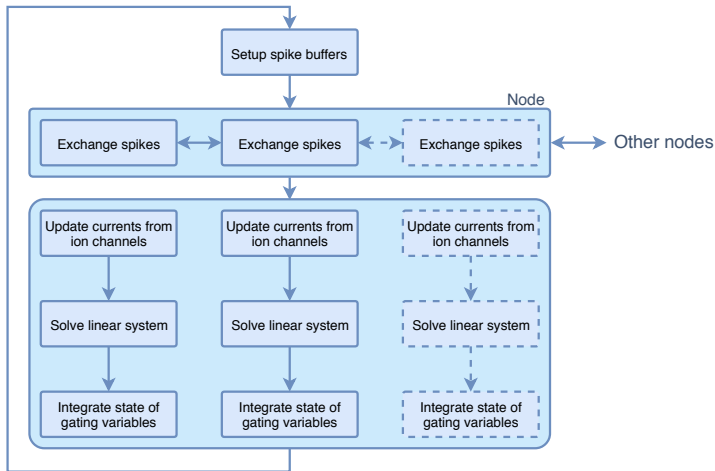 Setup spike buffers
Node
Exchange spikes
Exchange spikes
Exchange spikes
Other nodes
Update currents from
ion channels
Update currents from
ion channels
Update currents from
ion channels
Solve linear system
Solve linear system
Solve linear system
Integrate state of
gating variables
Integrate state of
gating variables
Integrate state of
gating variables